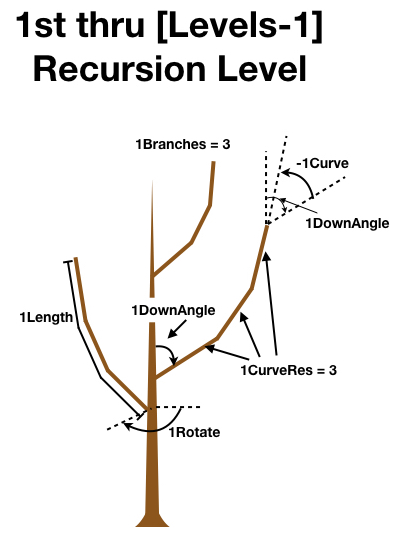 1st thru [Levels-1]
Recursion Level
1Branches = 3
-1Curve
1DownAngle
1DownAngle
1Length
1CurveRes = 3
1Rotate